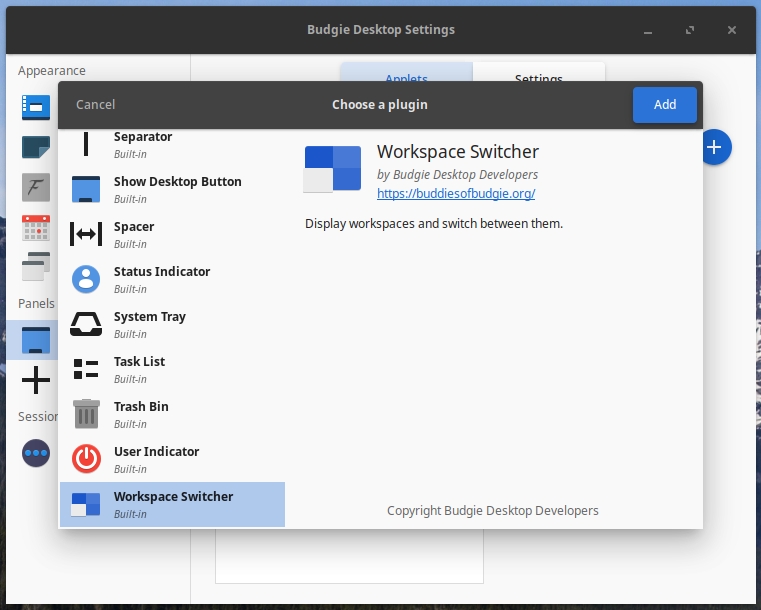 Budgie Desktop Settings
Appearance
Applets
Settings
Cancel
Choose a plugin
Add
Separator
Built-in
Show Desktop Button
Built-in
Spacer
Built-in
Status Indicator
Built-in
System Tray
Built-in
Task List
Built-in
Trash Bin
Built-in
User Indicator
Built-in
Workspace Switcher
Built-in
Workspace Switcher
by Budgie Desktop Developers
https://buddiesofbudgie.org/
Display workspaces and switch between them.
Copyright Budgie Desktop Developers
Panels
Session